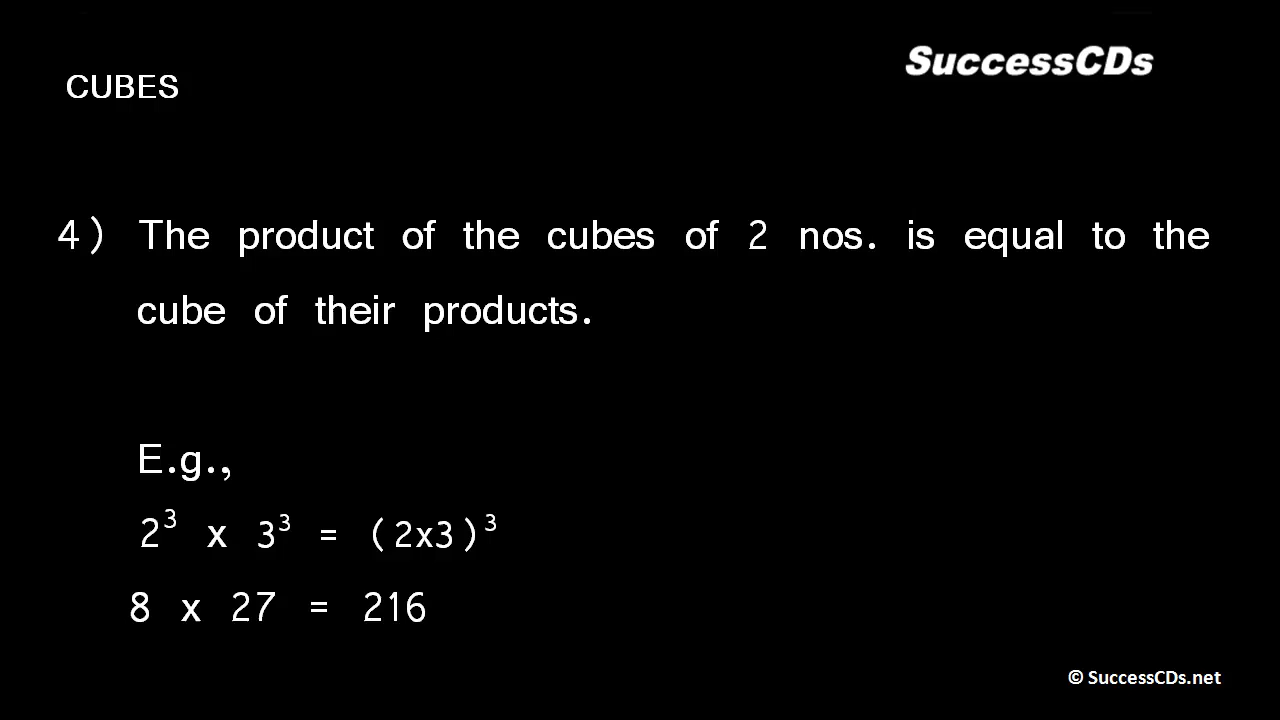 SuccessCDs
CUBES
4) The product of the cubes of 2 nos. is equal to the
cube of their products.
E.g.,
2³ x 3³ = (2x3)³
8 x 27 = 216
© SuccessCDs.net